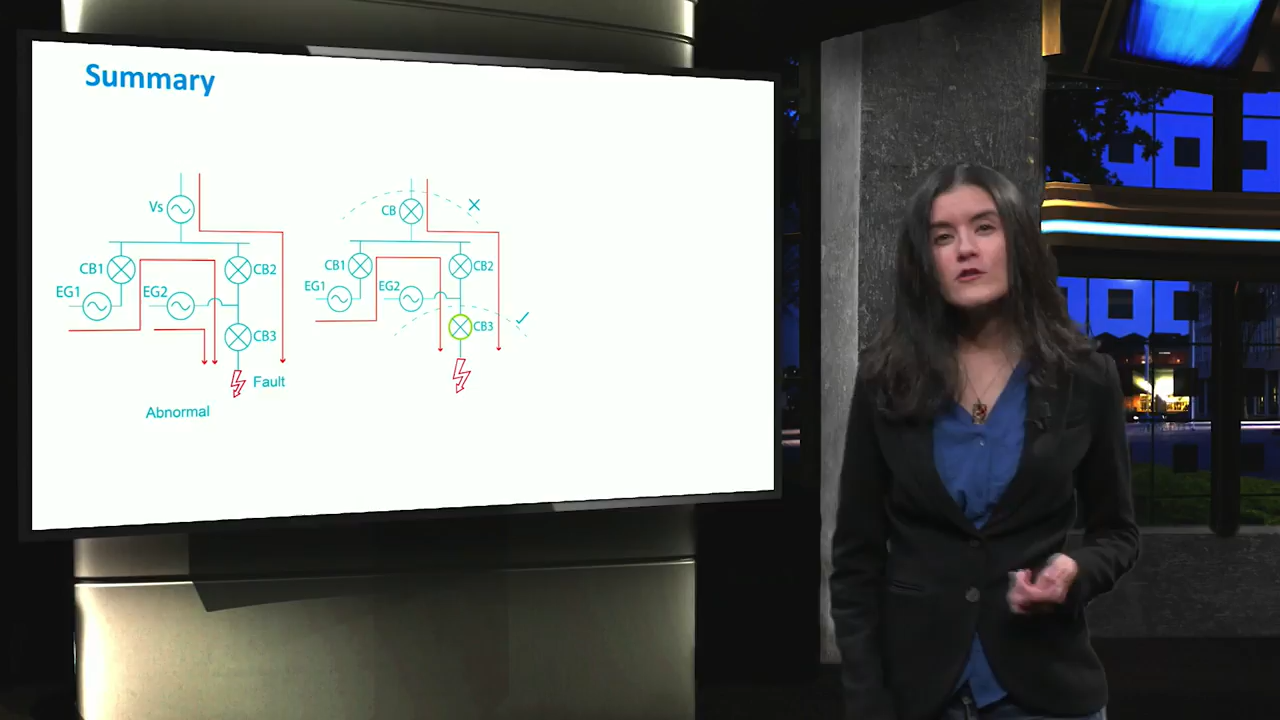 Summary
Vs
CB1
CB2
EG1
EG2
CB3
Fault
Abnormal
CB
CB1
CB2
EG1
EG2
CB3